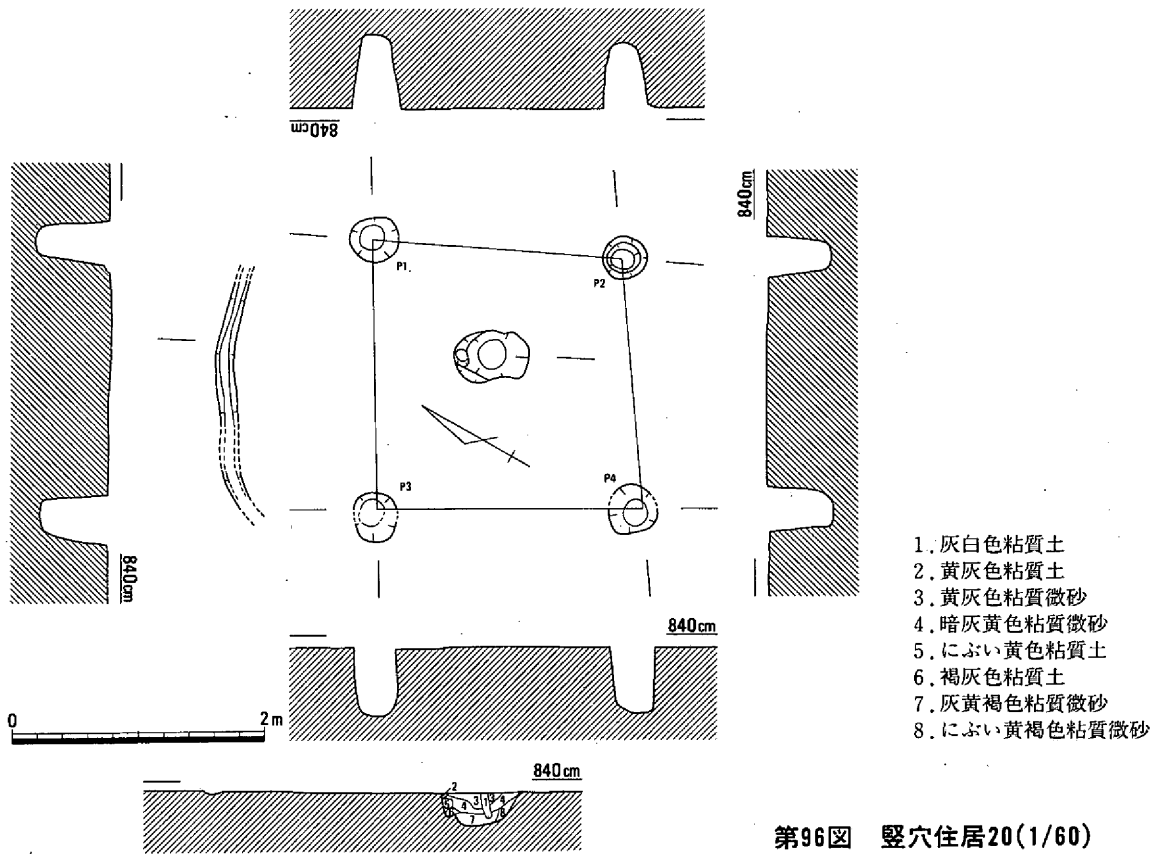 840cm
840cm
P1.
P2
P3
P4
840cm
840cm
0 2m
840cm
2
4 3 1 3 4
7 6
1.灰白色粘質土
2.黄灰色粘質土
3.黄灰色粘質微砂
4.暗灰黄色粘質微砂
5.にぶい黄色粘質土
6.褐灰色粘質土
7.灰黄褐色粘質微砂
8.にぶい黄褐色粘質微砂
第96図 竪穴住居20(1/60)